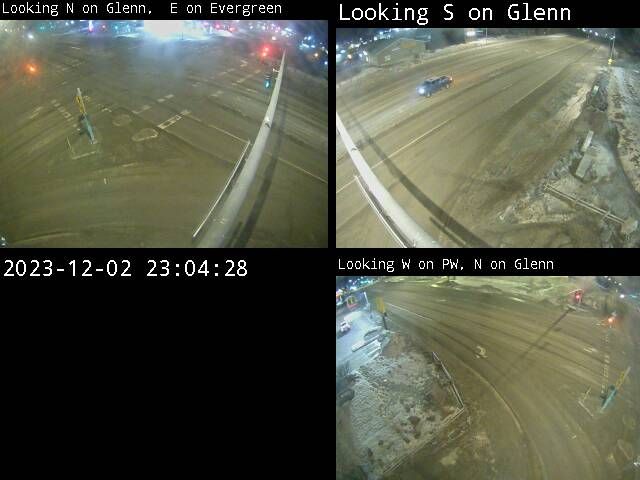 Looking N on Glenn,  E on Evergreen
Looking S on Glenn
2023-12-02 23:04:28
Looking W on PW, N on Glenn